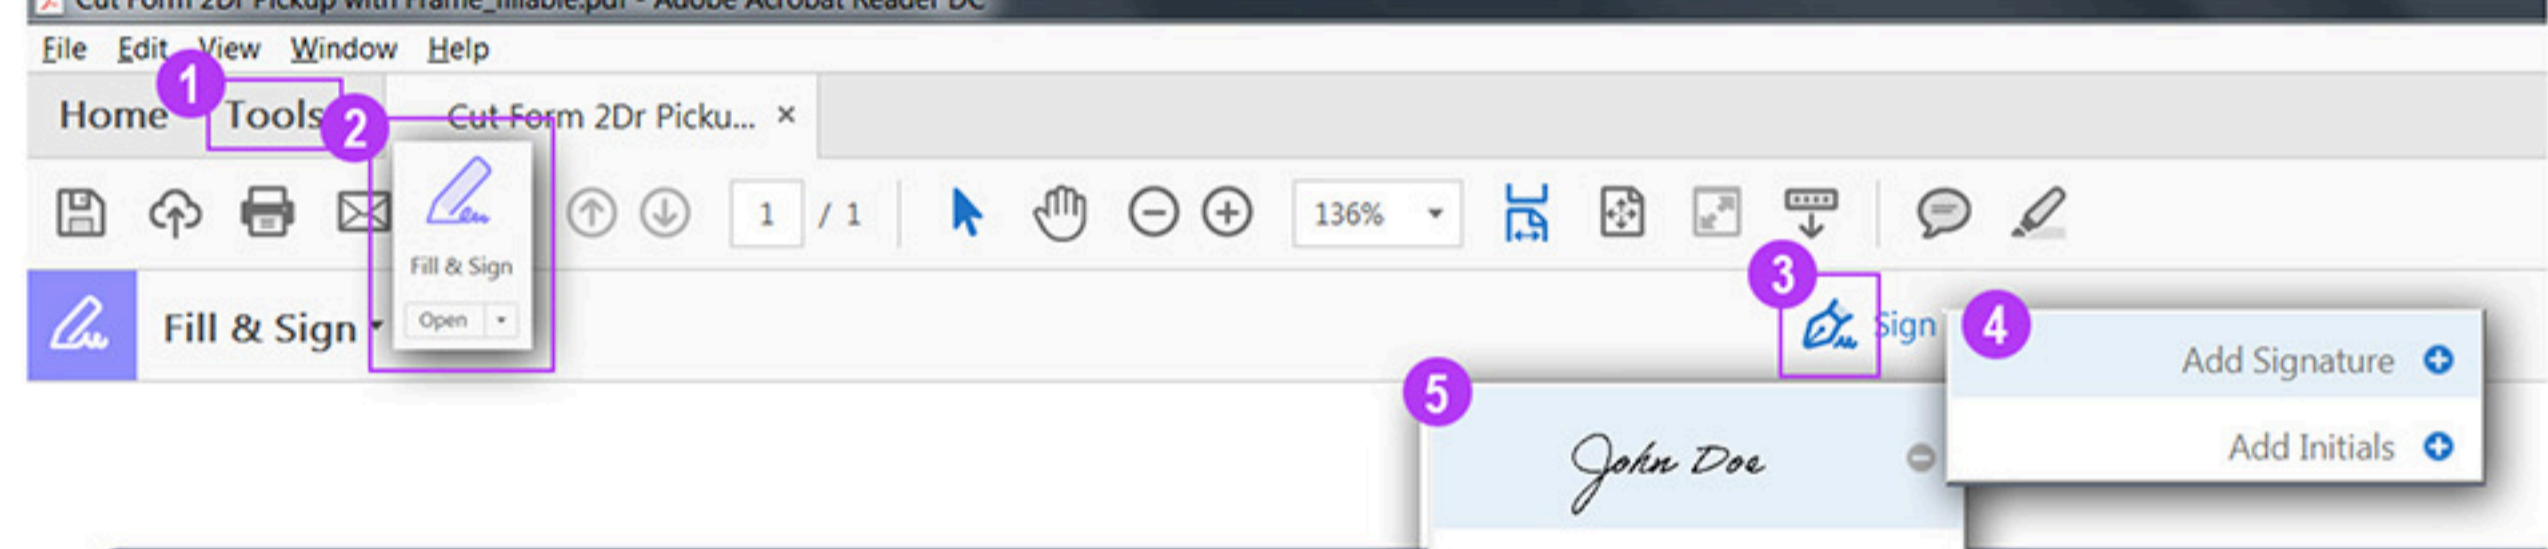 Cut Form 2Dr Pickup with Frame_fillable.pdf - Adobe Acrobat Reader DC
File Edit View Window Help
1
Home Tools 2 Cut Form 2Dr Picku... ×
1 / 1 136%
Fill & Sign
Open
3
Fill & Sign
Sign
4
Add Signature
Add Initials
5
John Doe